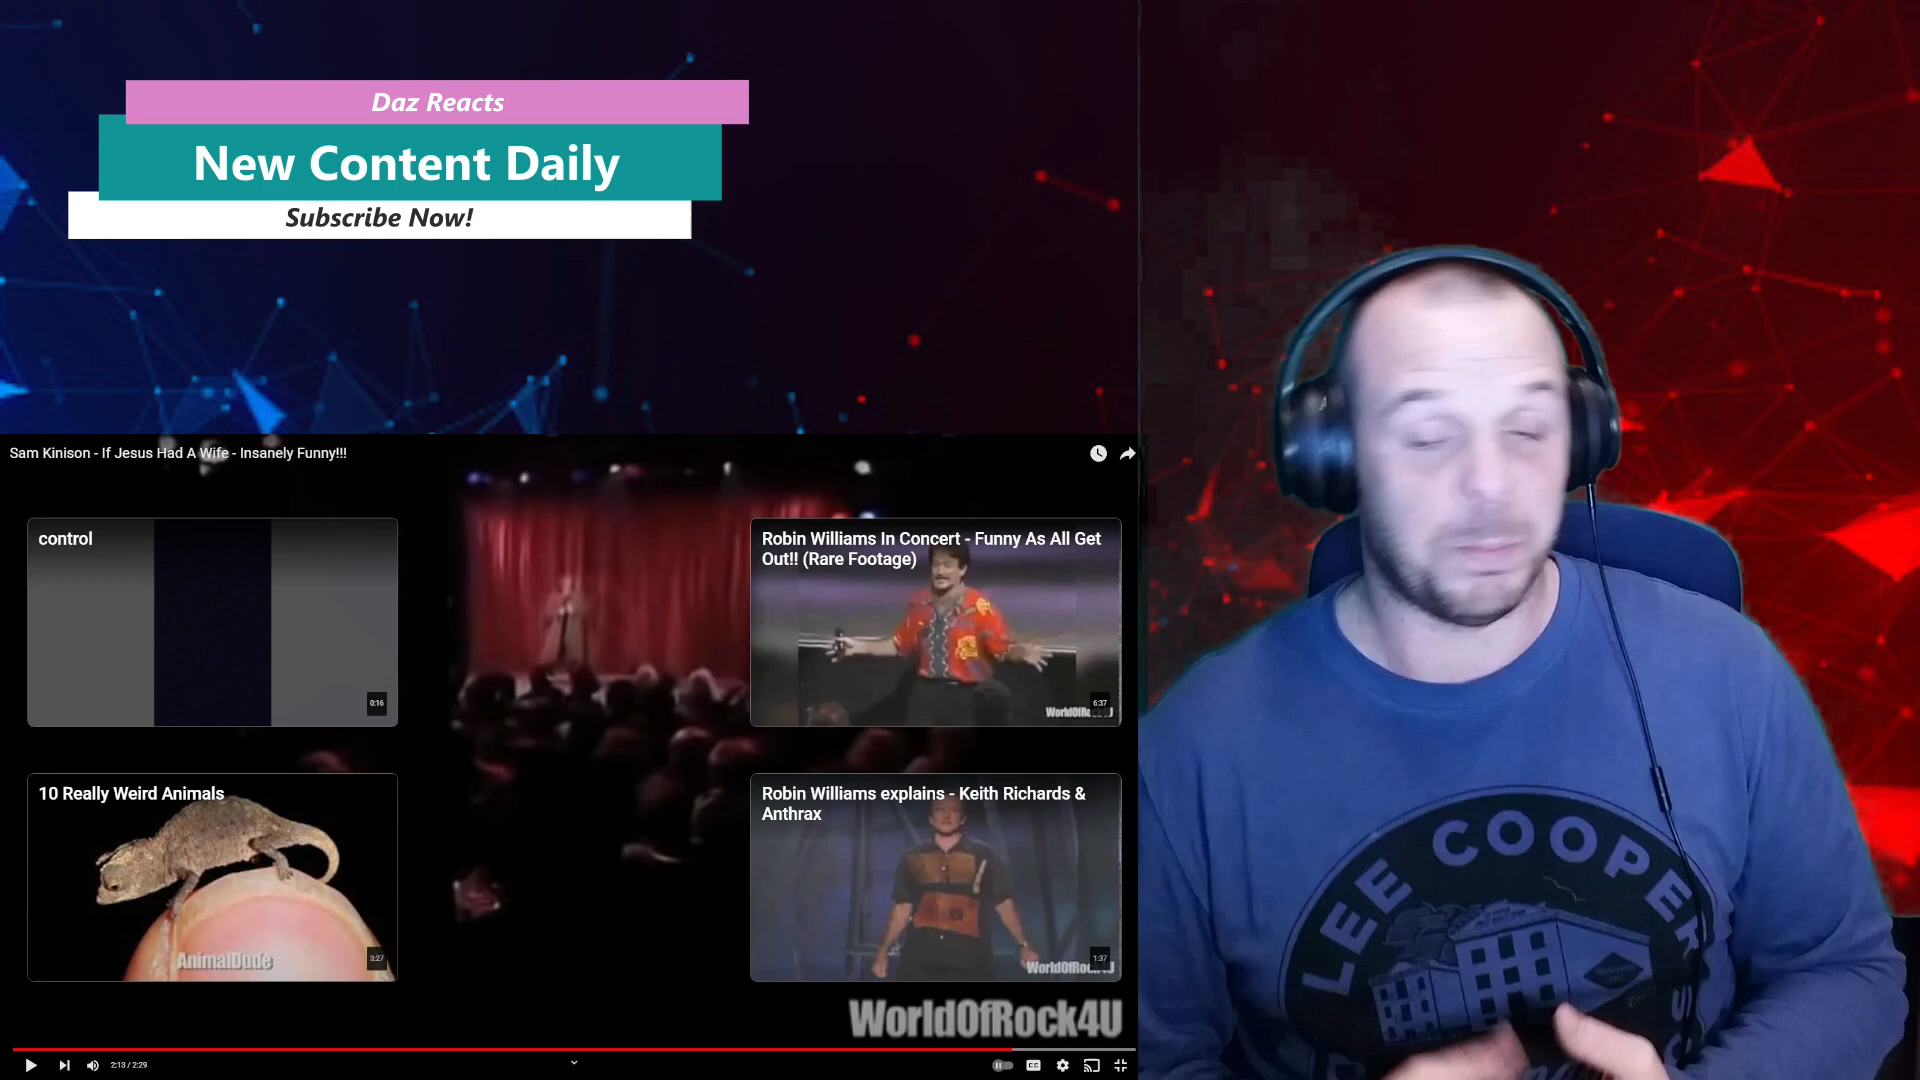 Daz Reacts
New Content Daily
Subscribe Now!
Sam Kinison - If Jesus Had A Wife - Insanely Funny!!!
control
0:16
Robin Williams In Concert - Funny As All Get
Out!! (Rare Footage)
6:37
10 Really Weird Animals
AnimalDude
3:27
Robin Williams explains - Keith Richards &
Anthrax
1:37
WorldOfRock4U
2:13 / 2:29
LEE COOPER